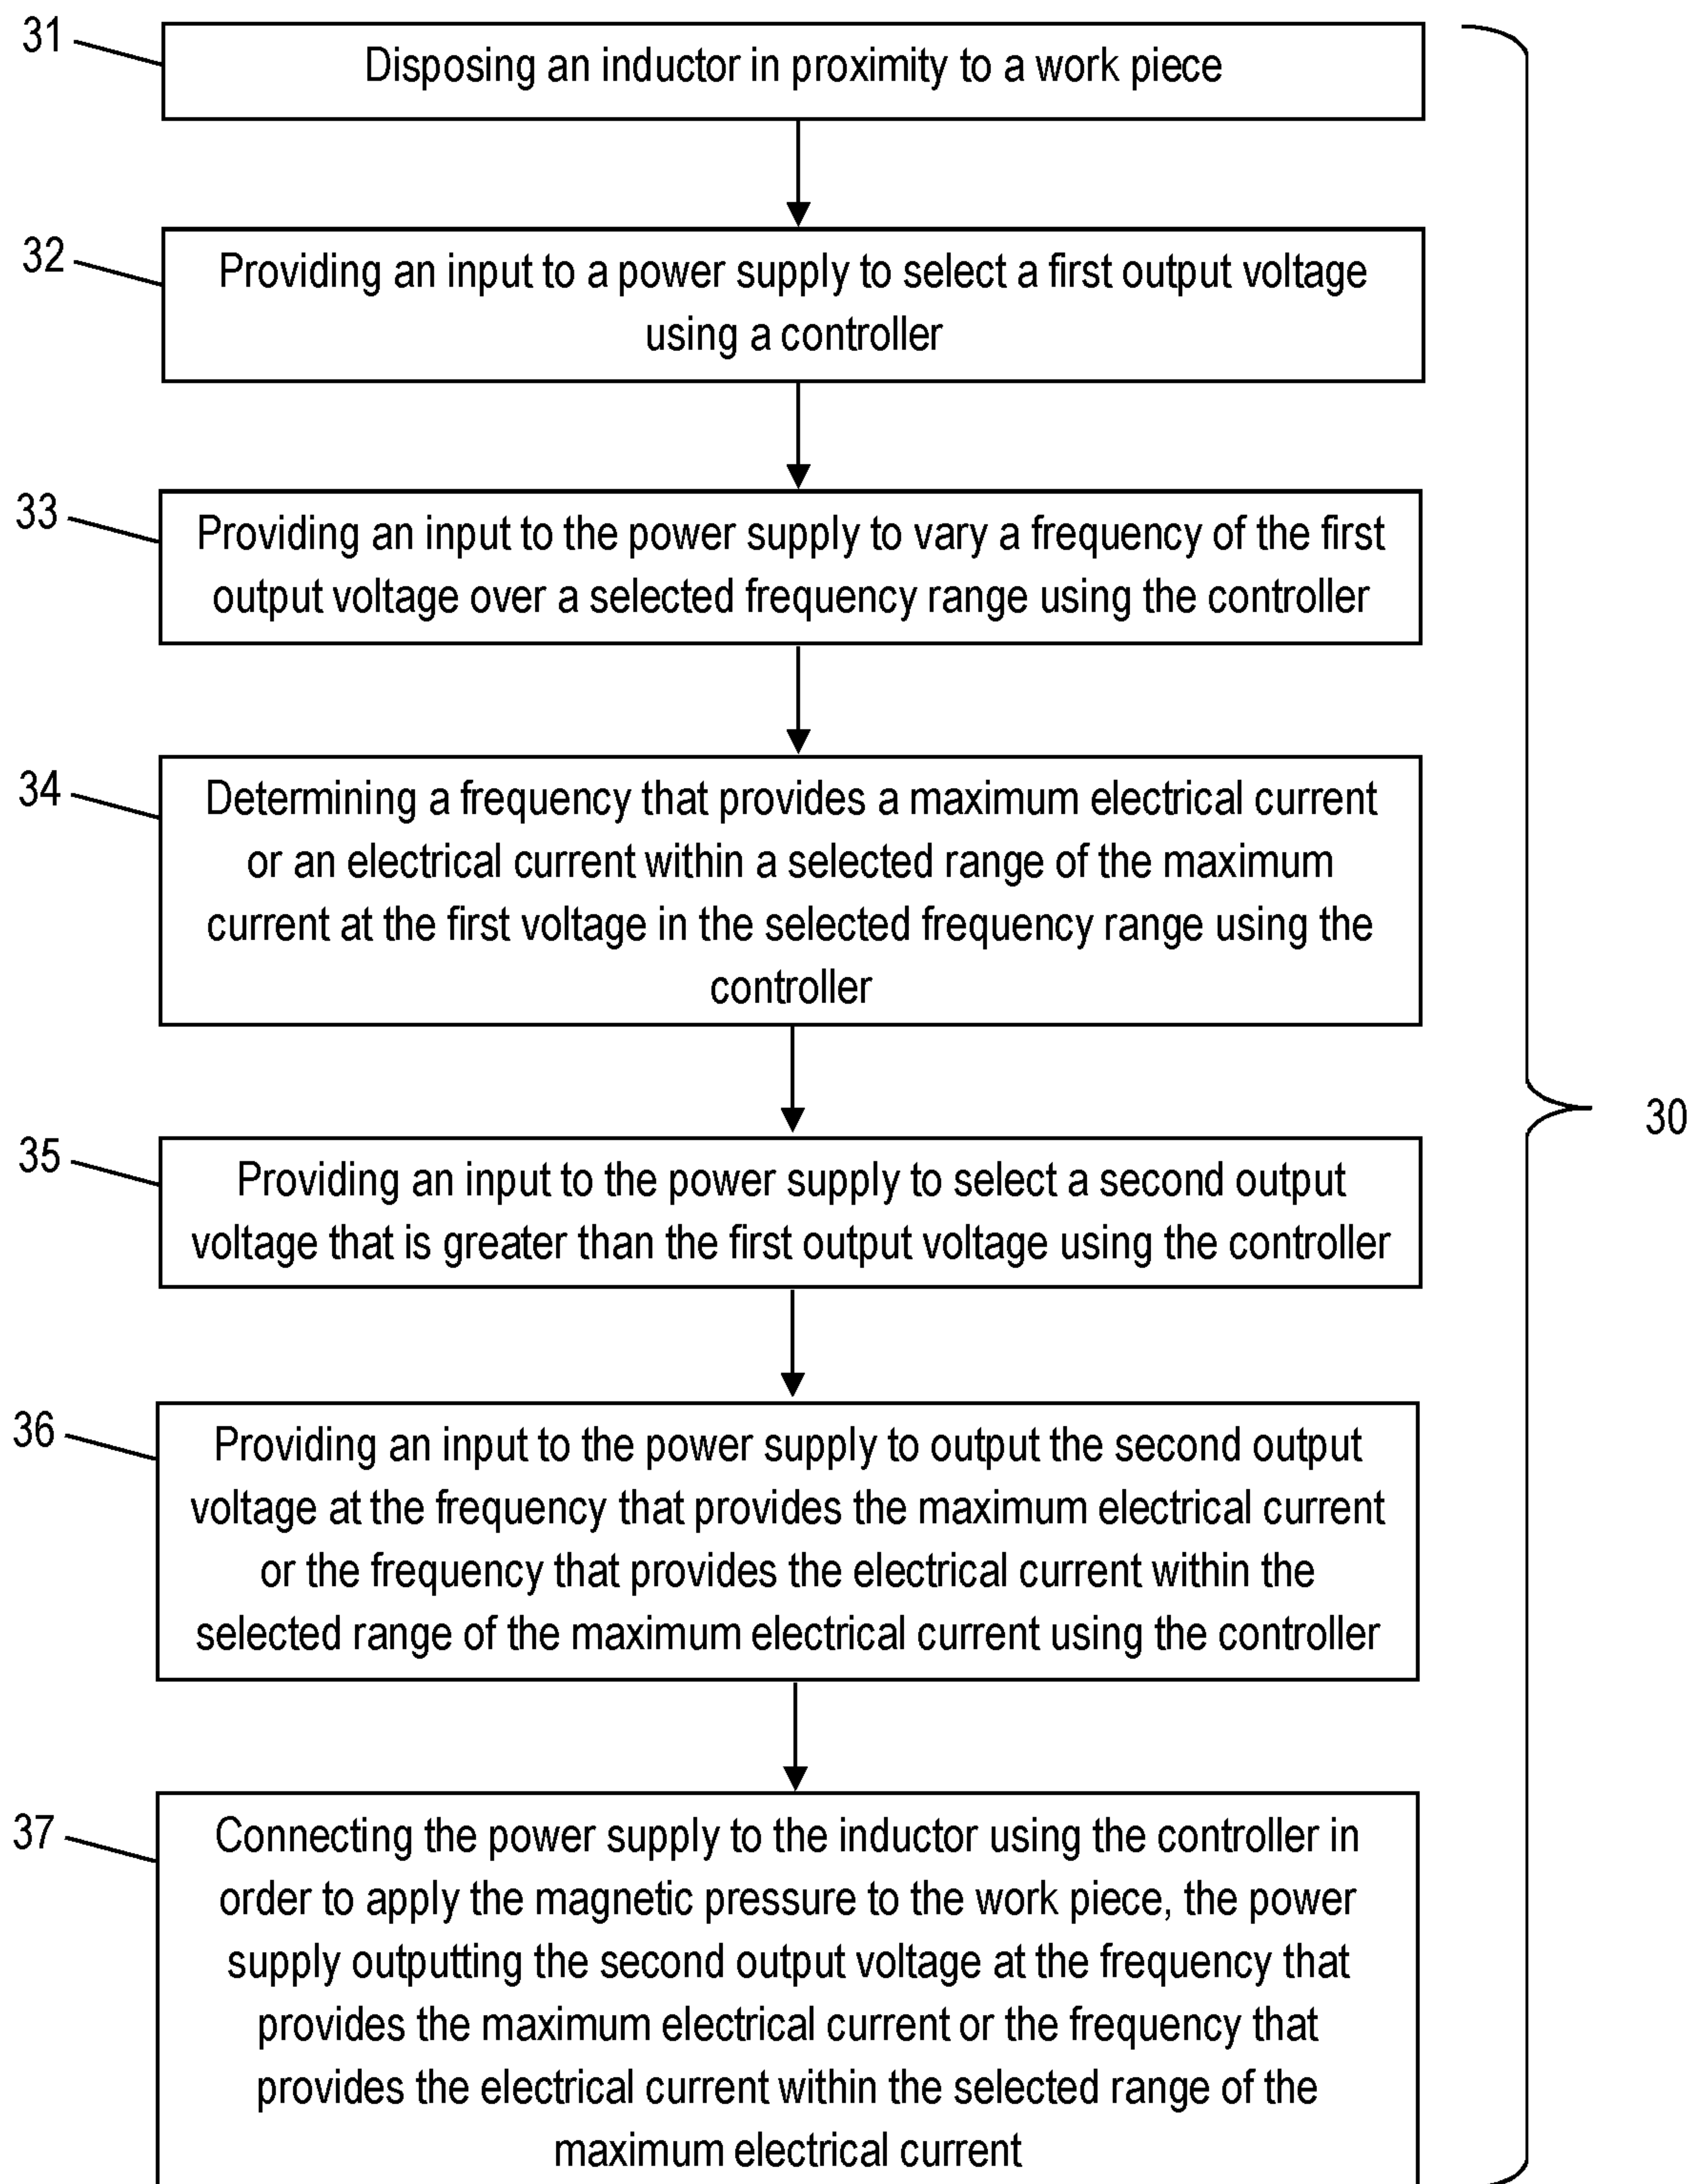 31
Disposing an inductor in proximity to a work piece
32
Providing an input to a power supply to select a first output voltage
using a controller
33
Providing an input to the power supply to vary a frequency of the first
output voltage over a selected frequency range using the controller
34
Determining a frequency that provides a maximum electrical current
or an electrical current within a selected range of the maximum
current at the first voltage in the selected frequency range using the
controller
30
35
Providing an input to the power supply to select a second output
voltage that is greater than the first output voltage using the controller
36
Providing an input to the power supply to output the second output
voltage at the frequency that provides the maximum electrical current
or the frequency that provides the electrical current within the
selected range of the maximum electrical current using the controller
37
Connecting the power supply to the inductor using the controller in
order to apply the magnetic pressure to the work piece, the power
supply outputting the second output voltage at the frequency that
provides the maximum electrical current or the frequency that
provides the electrical current within the selected range of the
maximum electrical current